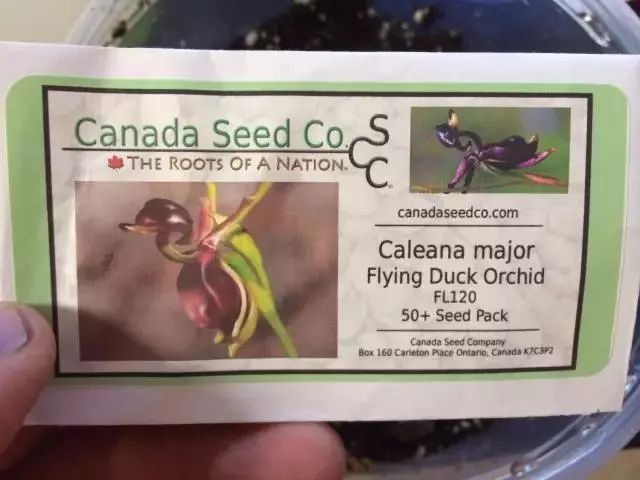 Canada Seed Co.
SCC
THE ROOTS OF A NATION
canadaseedco.com
Caleana major
Flying Duck Orchid
FL120
50+ Seed Pack
Canada Seed Company
Box 160 Carleton Place Ontario, Canada K7C3P2